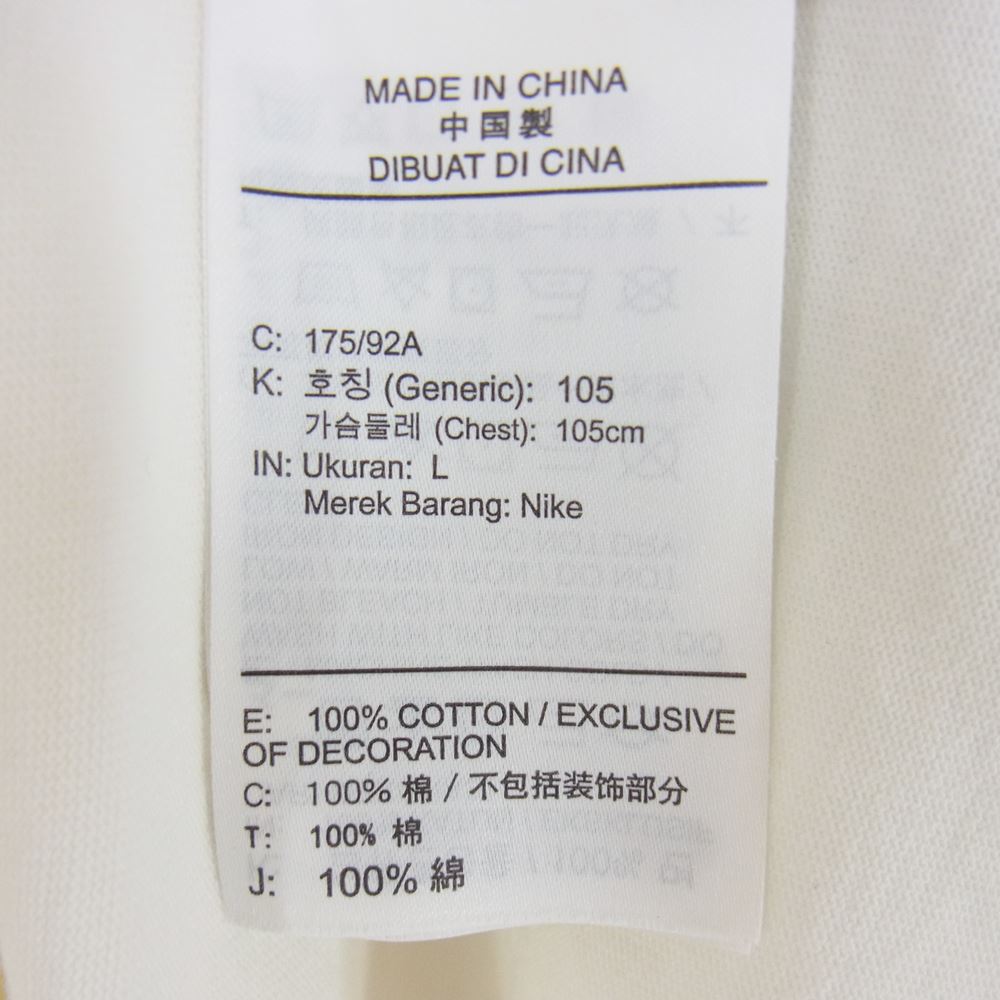 MADE IN CHINA
中国製
DIBUAT DI CINA
C: 175/92A
K: 호칭 (Generic): 105
가슴둘레 (Chest): 105cm
IN: Ukuran: L
Merek Barang: Nike
E: 100% COTTON / EXCLUSIVE
OF DECORATION
C: 100% 棉 / 不包括装饰部分
T: 100% 棉
J: 100% 綿